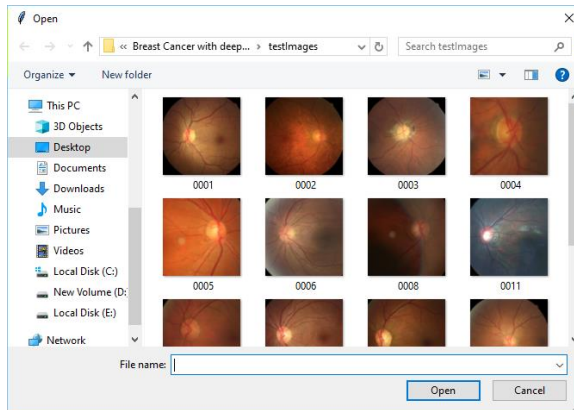 Open
« Breast Cancer with deep... › testImages
Search testImages
Organize
New folder
This PC
3D Objects
Desktop
Documents
Downloads
Music
Pictures
Videos
Local Disk (C:)
New Volume (D:
Local Disk (E:)
Network
0001
0002
0003
0004
0005
0006
0008
0011
File name:
Open
Cancel